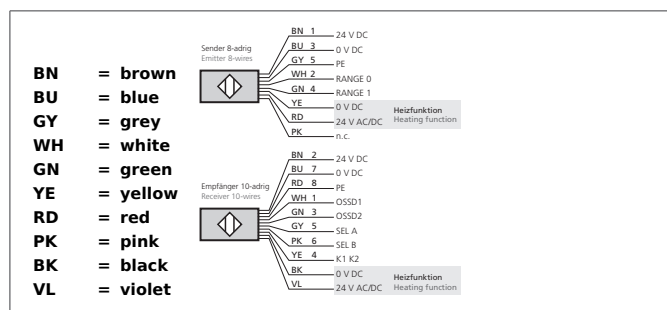 BN = brown
BU = blue
GY = grey
WH = white
GN = green
YE = yellow
RD = red
PK = pink
BK = black
VL = violet
Sender 8-adrig
Emitter 8-wires
BN 1 24 V DC
BU 3 0 V DC
GY 5 PE
WH 2 RANGE 0
GN 4 RANGE 1
YE 0 V DC Heizfunktion
RD 24 V AC/DC Heating function
PK n.c.
Empfänger 10-adrig
Receiver 10-wires
BN 2 24 V DC
BU 7 0 V DC
RD 8 PE
WH 1 OSSD1
GN 3 OSSD2
GY 5 SEL A
PK 6 SEL B
YE 4 K1 K2
BK 0 V DC Heizfunktion
VL 24 V AC/DC Heating function